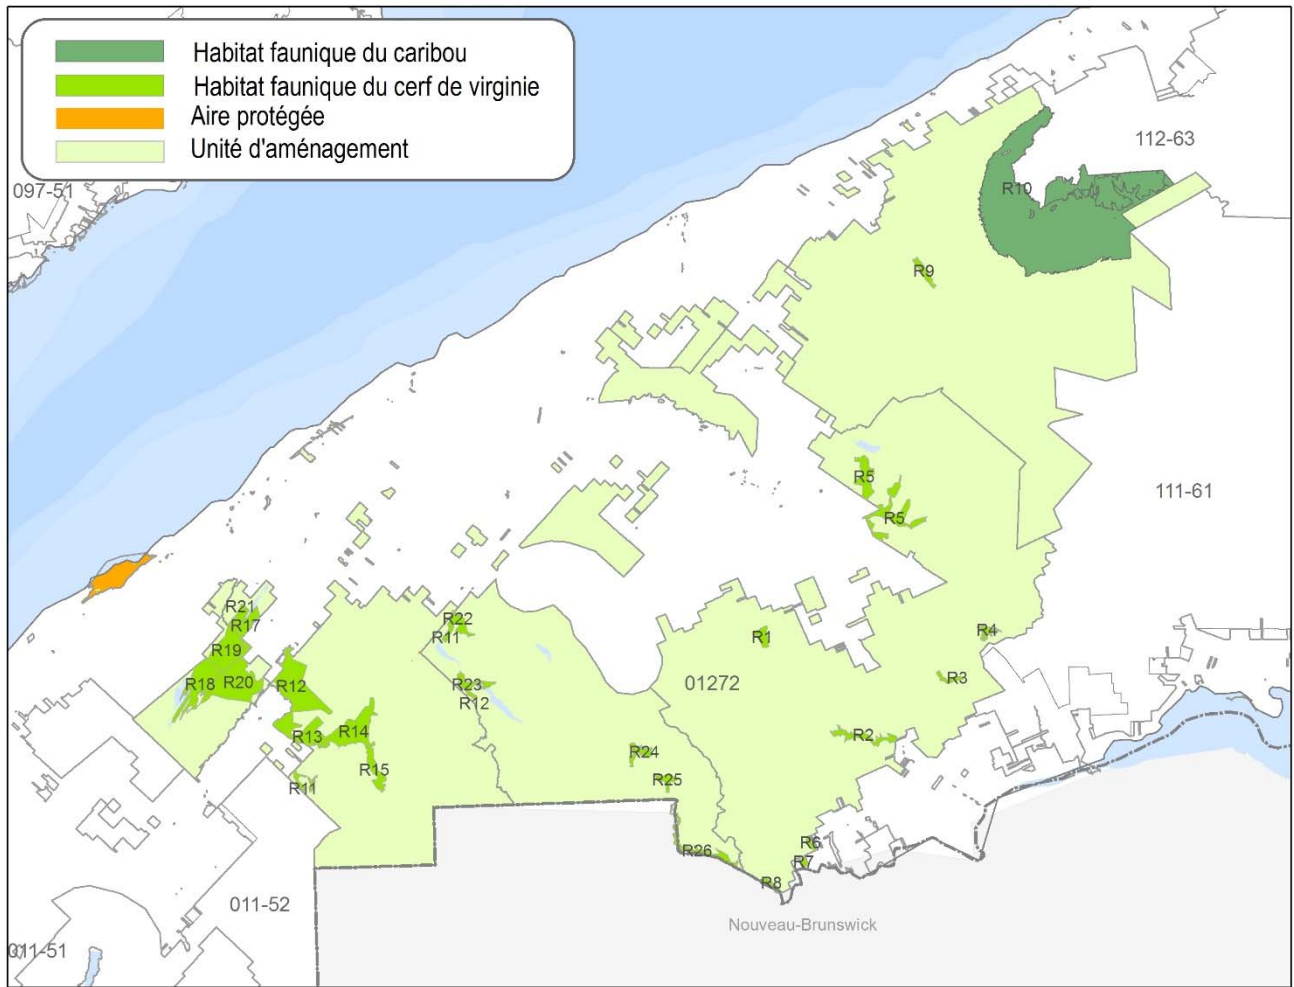 Habitat faunique du caribou
Habitat faunique du cerf de virginie
Aire protégée
Unité d'aménagement
112-63
097-51
R10
R9
R5
111-61
R5
R21
R17
R22
R11
R1
R4
R19
R18
R20
R12
R23
R12
01272
R3
R13
R14
R2
R15
R24
R11
R25
R6
R26
R7
R8
011-52
Nouveau-Brunswick
011-51